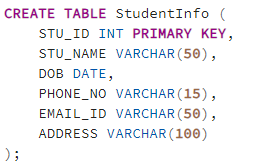 CREATE TABLE StudentInfo (
    STU_ID INT PRIMARY KEY,
    STU_NAME VARCHAR(50),
    DOB DATE,
    PHONE_NO VARCHAR(15),
    EMAIL_ID VARCHAR(50),
    ADDRESS VARCHAR(100)
);